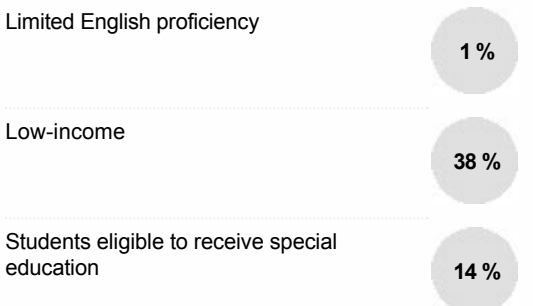 Limited English proficiency
1 %
Low-income
38 %
Students eligible to receive special
education
14 %